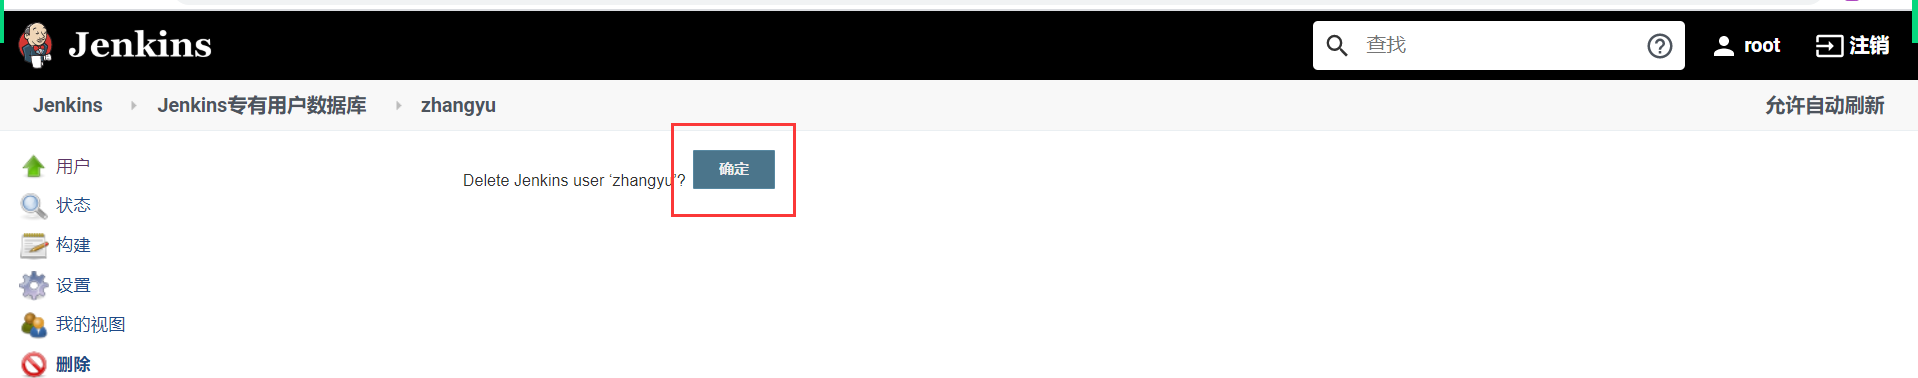 Jenkins
查找
root
注销
Jenkins
Jenkins专有用户数据库
zhangyu
允许自动刷新
用户
状态
构建
设置
我的视图
删除
Delete Jenkins user ‘zhangyu’?
确定